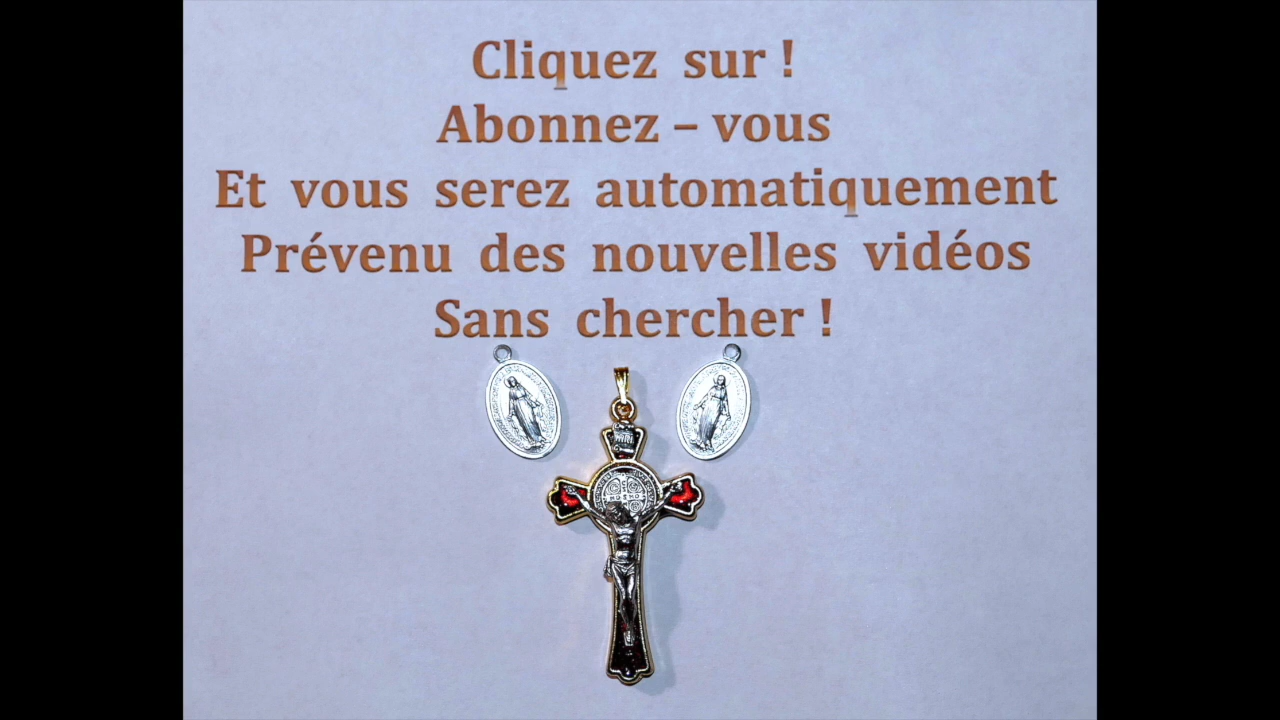 Cliquez sur !
Abonnez – vous
Et vous serez automatiquement
Prévenu des nouvelles vidéos
Sans chercher !